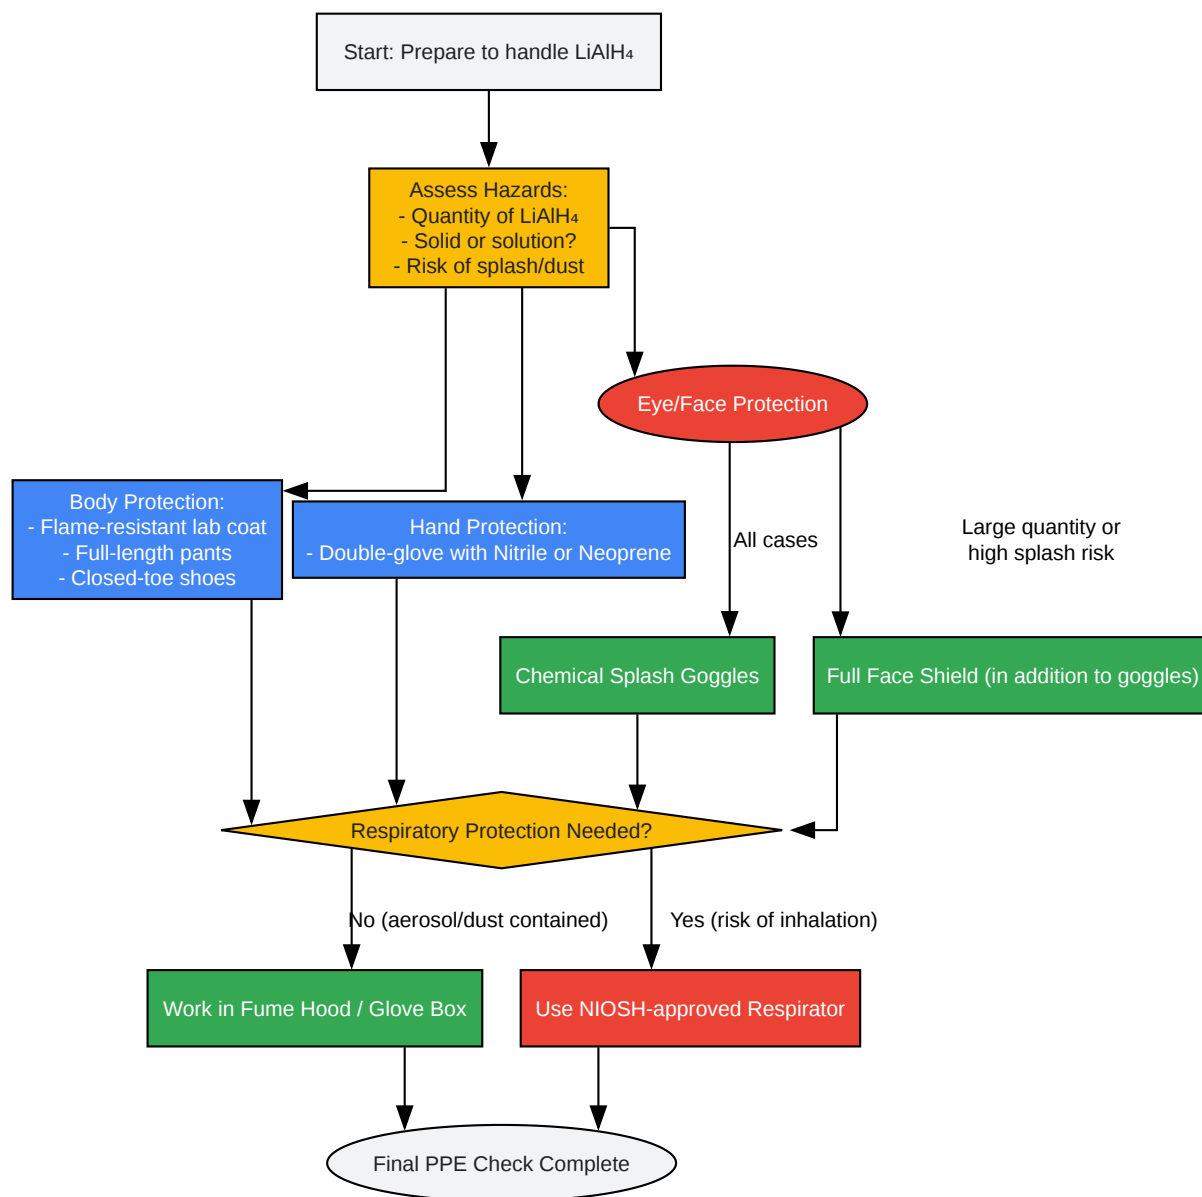 Start: Prepare to handle LiAlH₄
Assess Hazards:
- Quantity of LiAlH₄
- Solid or solution?
- Risk of splash/dust
Eye/Face Protection
Body Protection:
- Flame-resistant lab coat
- Full-length pants
- Closed-toe shoes
Hand Protection:
- Double-glove with Nitrile or Neoprene
All cases
Large quantity or
high splash risk
Chemical Splash Goggles
Full Face Shield (in addition to goggles)
Respiratory Protection Needed?
No (aerosol/dust contained)
Yes (risk of inhalation)
Work in Fume Hood / Glove Box
Use NIOSH-approved Respirator
Final PPE Check Complete